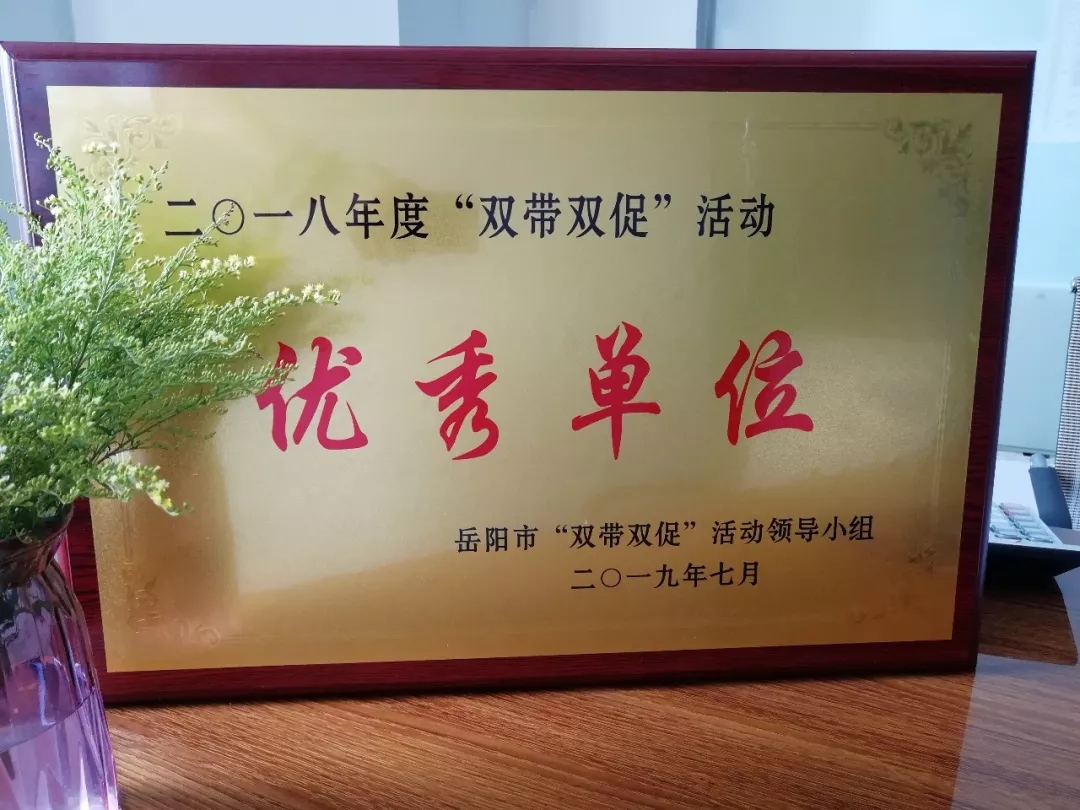 二〇一八年度“双带双促”活动
优秀单位
岳阳市“双带双促”活动领导小组
二〇一九年七月